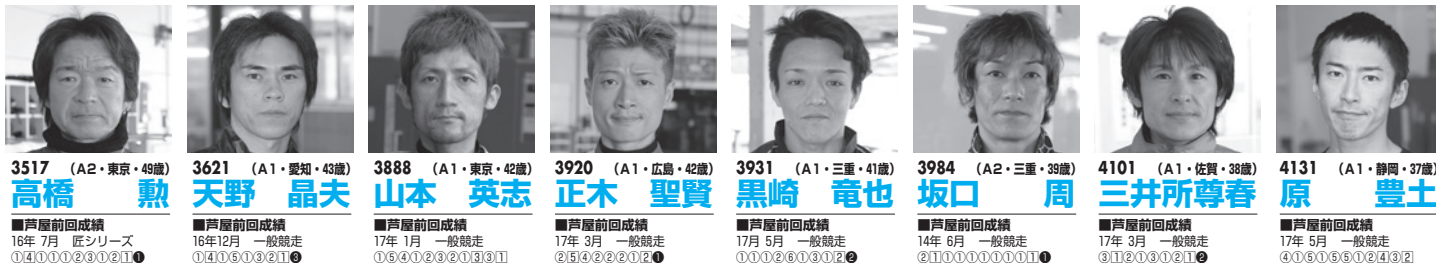 3517 (A2・東京・49歳)
高橋 勲
■芦屋前回成績
16年 7月 匠シリーズ
①4①①①②③①②1❶
3621 (A1・愛知・43歳)
天野 晶夫
■芦屋前回成績
16年12月 一般競走
①4①⑤①③②1❸
3888 (A1・東京・42歳)
山本 英志
■芦屋前回成績
17年 1月 一般競走
①⑤④①②③②①33①
3920 (A1・広島・42歳)
正木 聖賢
■芦屋前回成績
17年 3月 一般競走
②5④②②②①2❶
3931 (A1・三重・41歳)
黒崎 竜也
■芦屋前回成績
17月 5月 一般競走
①①①②⑥①③①2❷
3984 (A2・三重・39歳)
坂口 周
■芦屋前回成績
14年 6月 一般競走
②1①①①①①①①1❶
4101 (A1・佐賀・38歳)
三井所尊春
■芦屋前回成績
17年 3月 一般競走
③1②①③①②1❷
4131 (A1・静岡・37歳)
原 豊土
■芦屋前回成績
17年 5月 一般競走
④①⑤①⑤⑤①②432